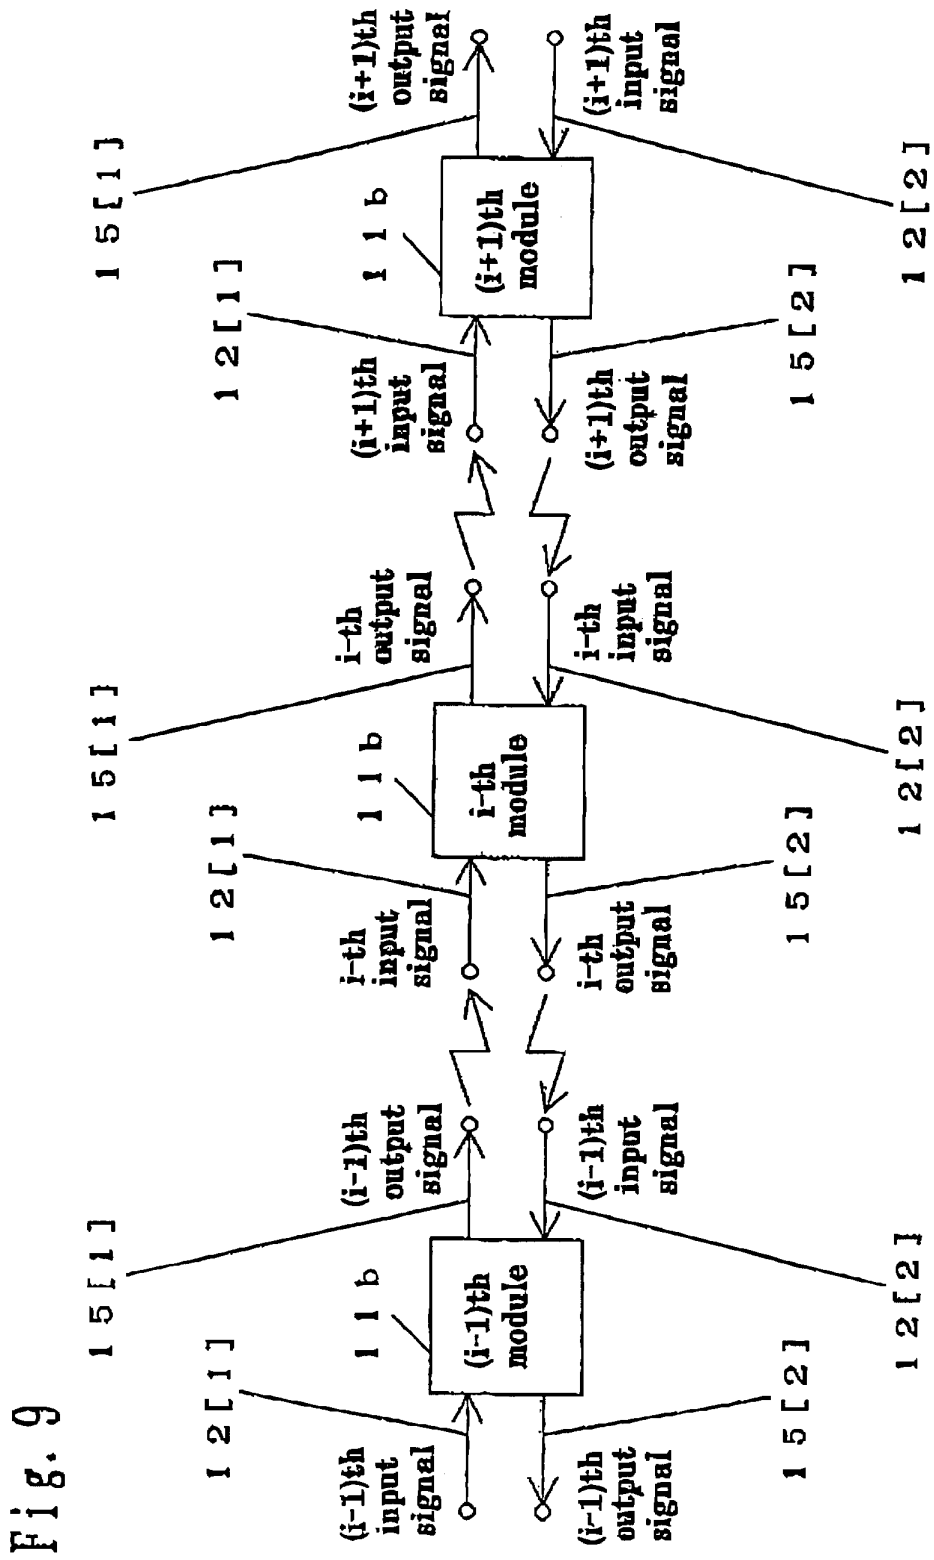 Fig. 9
15[1]
15[1]
15[1]
12[1]
12[1]
12[1]
(i-1)th
input
signal
11b
(i-1)th
output
signal
i-th
input
signal
11b
i-th
output
signal
(i+1)th
input
signal
11b
(i+1)th
output
signal
(i-1)th
module
i-th
module
(i+1)th
module
(i-1)th
output
signal
(i-1)th
input
signal
i-th
output
signal
i-th
input
signal
(i+1)th
output
signal
(i+1)th
input
signal
15[2]
15[2]
15[2]
12[2]
12[2]
12[2]